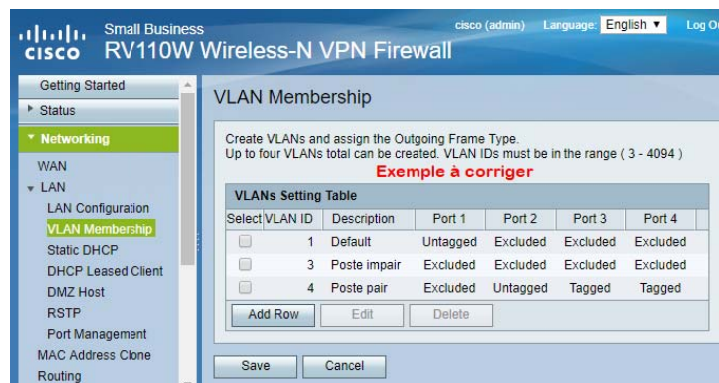 Small Business
cisco RV110W Wireless-N VPN Firewall
cisco (admin) Language: English Log O
Getting Started
Status
Networking
WAN
LAN
LAN Configuration
VLAN Membership
Static DHCP
DHCP Leased Client
DMZ Host
RSTP
Port Management
MAC Address Clone
Routing
VLAN Membership
Create VLANs and assign the Outgoing Frame Type.
Up to four VLANs total can be created. VLAN IDs must be in the range ( 3 - 4094 )
Exemple à corriger
VLANs Setting Table
Select VLAN ID Description Port 1 Port 2 Port 3 Port 4
1 Default Untagged Excluded Excluded Excluded
3 Poste impair Excluded Excluded Excluded Excluded
4 Poste pair Excluded Untagged Tagged Tagged
Add Row Edit Delete
Save Cancel